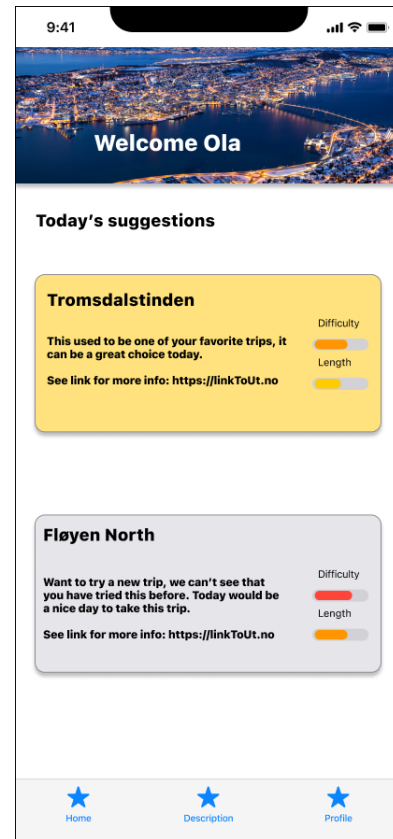 9:41
Welcome Ola
Today's suggestions
Tromsdalstinden
Difficulty
This used to be one of your favorite trips, it
can be a great choice today.
Length
See link for more info: https://linkToUt.no
Fløyen North
Difficulty
Want to try a new trip, we can't see that
you have tried this before. Today would be
a nice day to take this trip.
Length
See link for more info: https://linkToUt.no
Home
Description
Profile